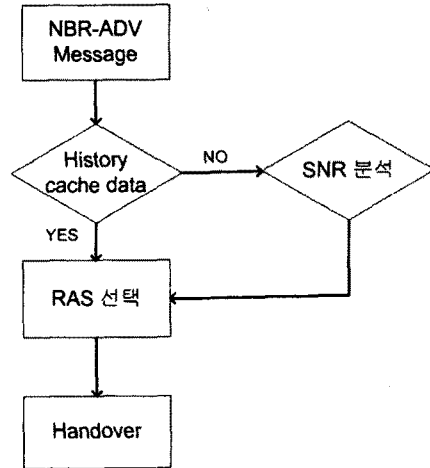 NBR-ADV
Message
History
cache data
NO
SNR 분석
YES
RAS 선택
Handover